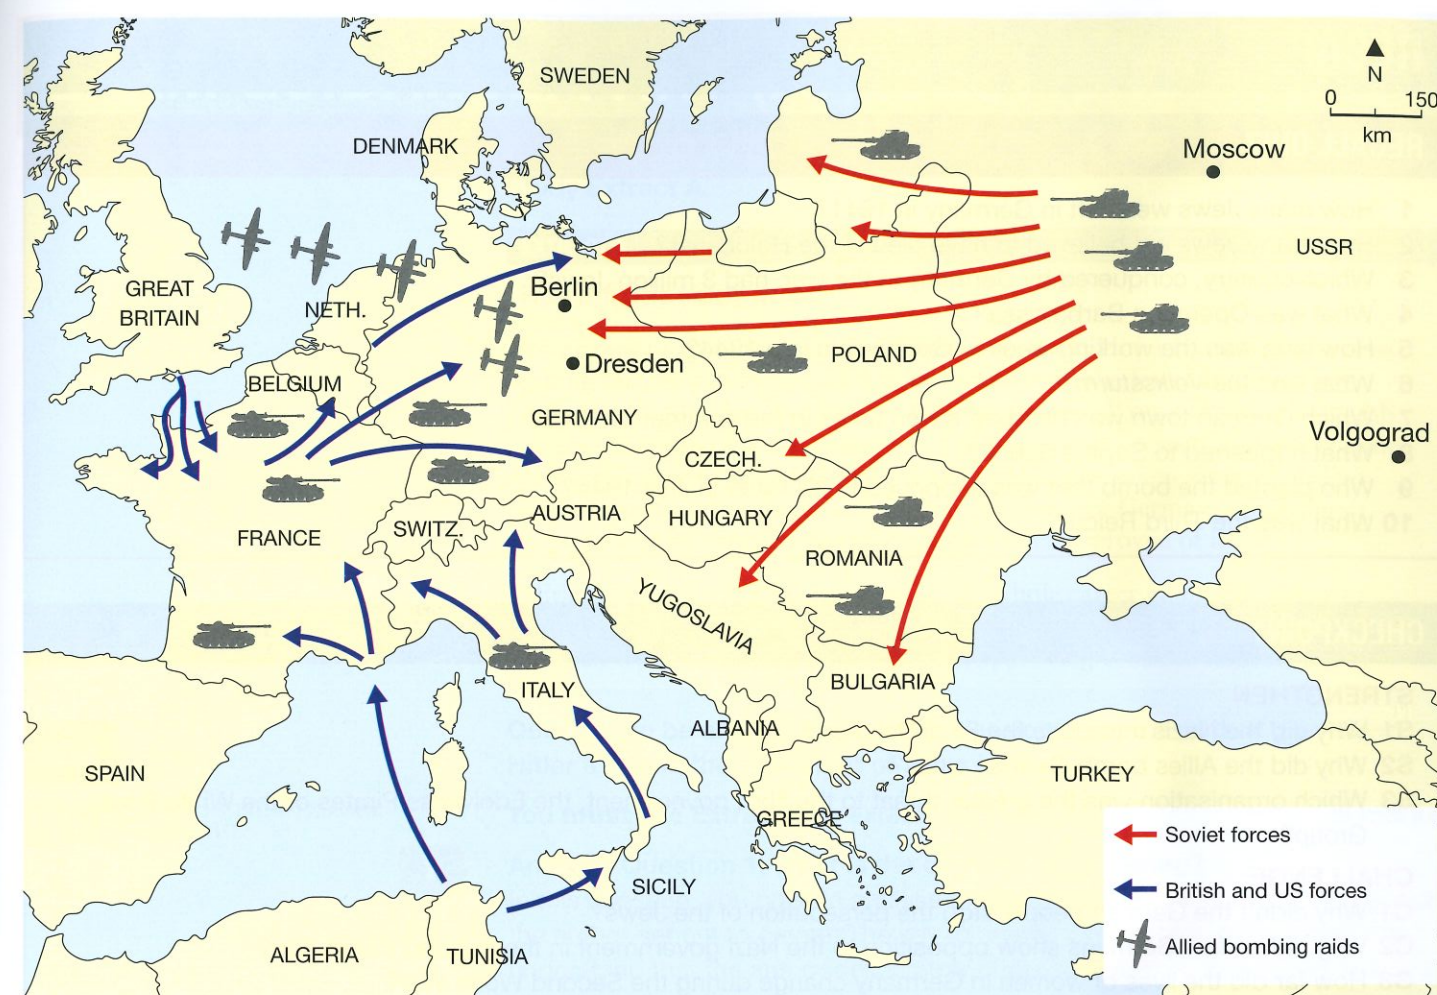 SWEDEN
N
0 150
km
DENMARK
Moscow
USSR
GREAT
BRITAIN
NETH.
Berlin
POLAND
Dresden
BELGIUM
GERMANY
Volgograd
CZECH.
FRANCE
SWITZ.
AUSTRIA
HUNGARY
ROMANIA
YUGOSLAVIA
BULGARIA
ITALY
ALBANIA
SPAIN
TURKEY
GREECE
Soviet forces
SICILY
British and US forces
ALGERIA
TUNISIA
Allied bombing raids